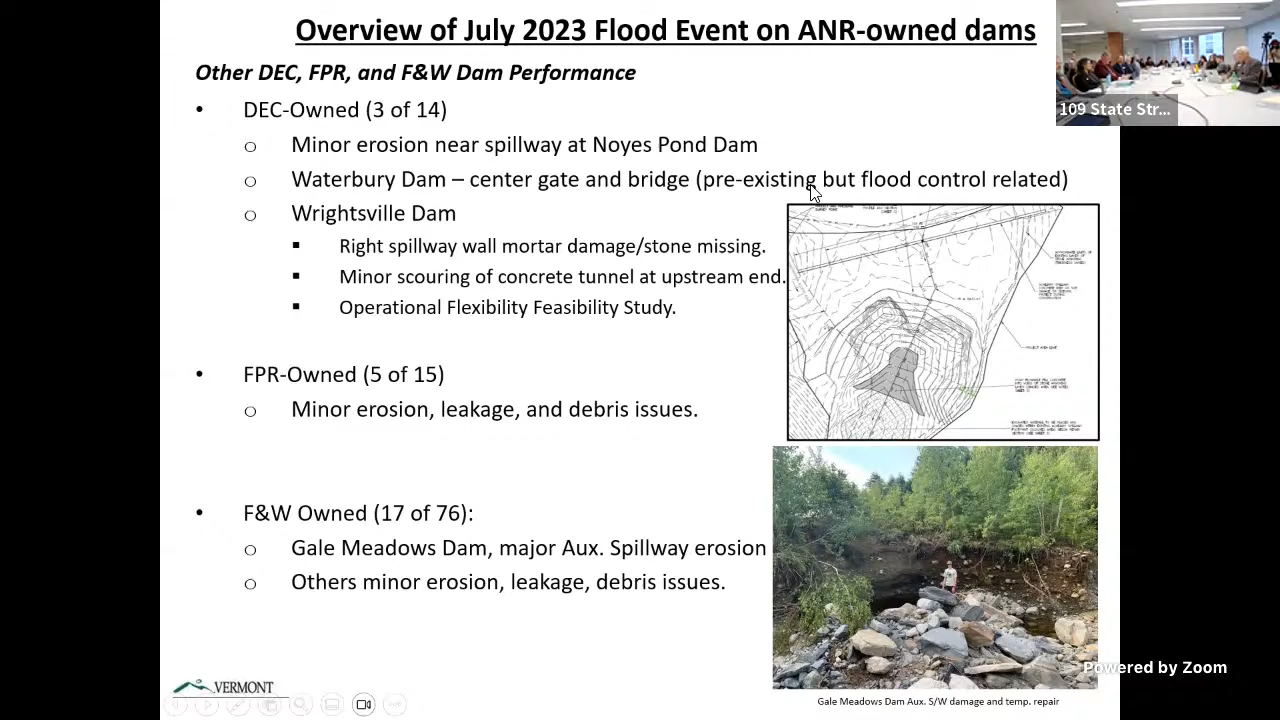 Overview of July 2023 Flood Event on ANR-owned dams
109 State Str...
Other DEC, FPR, and F&W Dam Performance
• DEC-Owned (3 of 14)
o Minor erosion near spillway at Noyes Pond Dam
o Waterbury Dam – center gate and bridge (pre-existing but flood control related)
o Wrightsville Dam
▪ Right spillway wall mortar damage/stone missing.
▪ Minor scouring of concrete tunnel at upstream end.
▪ Operational Flexibility Feasibility Study.
• FPR-Owned (5 of 15)
o Minor erosion, leakage, and debris issues.
• F&W Owned (17 of 76):
o Gale Meadows Dam, major Aux. Spillway erosion
o Others minor erosion, leakage, debris issues.
Powered by Zoom
VERMONT
Gale Meadows Dam Aux. S/W damage and temp. repair